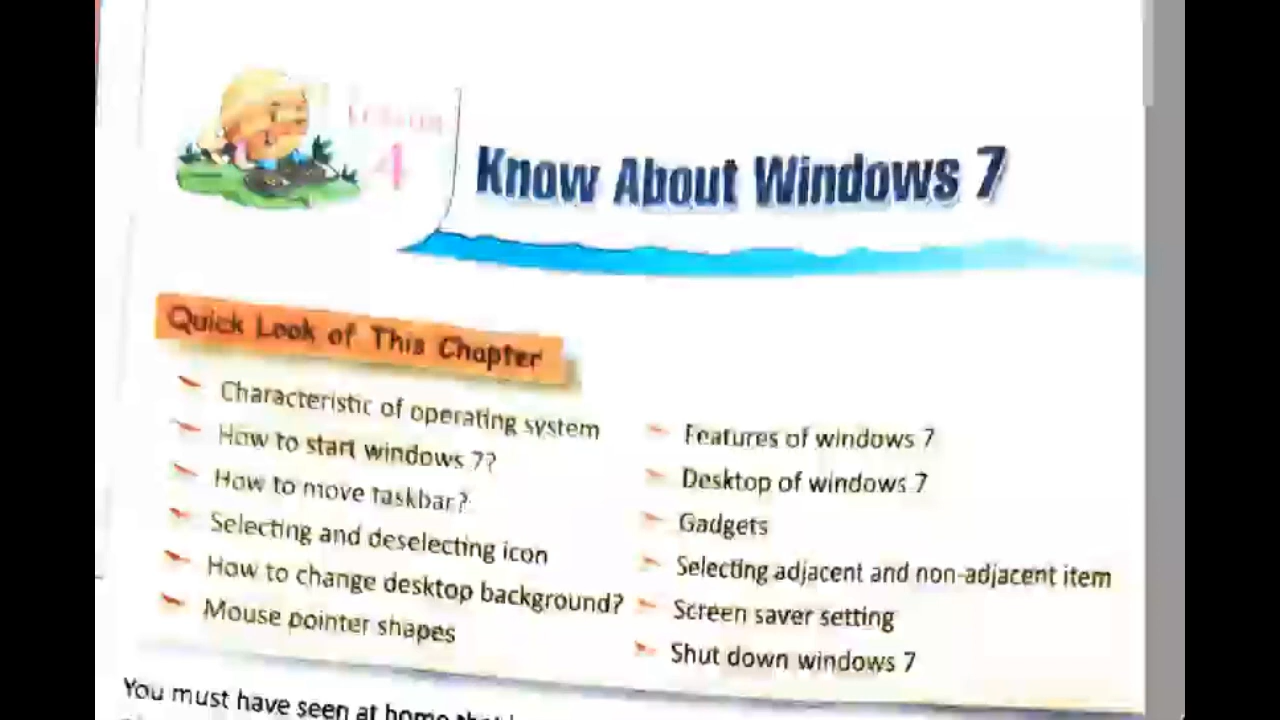 Lesson
4
Know About Windows 7
Quick Look of This Chapter
Characteristic of operating system
How to start windows 7?
How to move taskbar?
Selecting and deselecting icon
How to change desktop background?
Mouse pointer shapes
Features of windows 7
Desktop of windows 7
Gadgets
Selecting adjacent and non-adjacent item
Screen saver setting
Shut down windows 7
You must have seen at home that